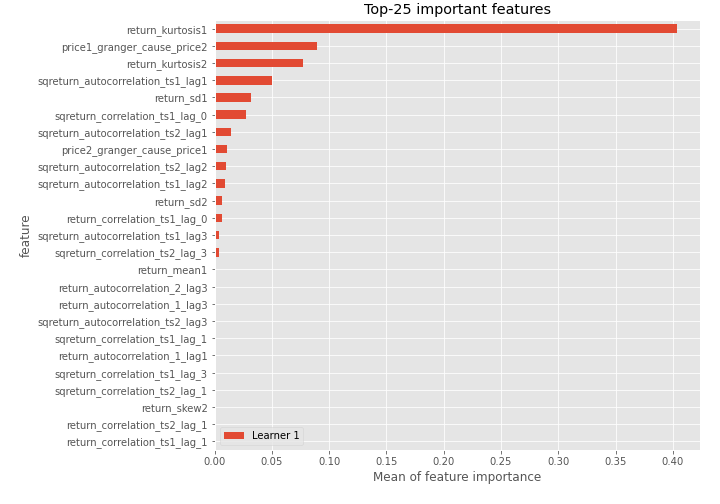 Top-25 important features
return_kurtosis1
price1_granger_cause_price2
return_kurtosis2
sqreturn_autocorrelation_ts1_lag1
return_sd1
sqreturn_correlation_ts1_lag_0
sqreturn_autocorrelation_ts2_lag1
price2_granger_cause_price1
sqreturn_autocorrelation_ts2_lag2
sqreturn_autocorrelation_ts1_lag2
return_sd2
return_correlation_ts1_lag_0
sqreturn_autocorrelation_ts1_lag3
sqreturn_correlation_ts2_lag_3
return_mean1
return_autocorrelation_2_lag3
return_autocorrelation_1_lag3
sqreturn_autocorrelation_ts2_lag3
sqreturn_correlation_ts1_lag_1
return_autocorrelation_1_lag1
sqreturn_correlation_ts1_lag_3
sqreturn_correlation_ts2_lag_1
return_skew2
return_correlation_ts2_lag_1
return_correlation_ts1_lag_1
feature
Learner 1
0.00 0.05 0.10 0.15 0.20 0.25 0.30 0.35 0.40
Mean of feature importance